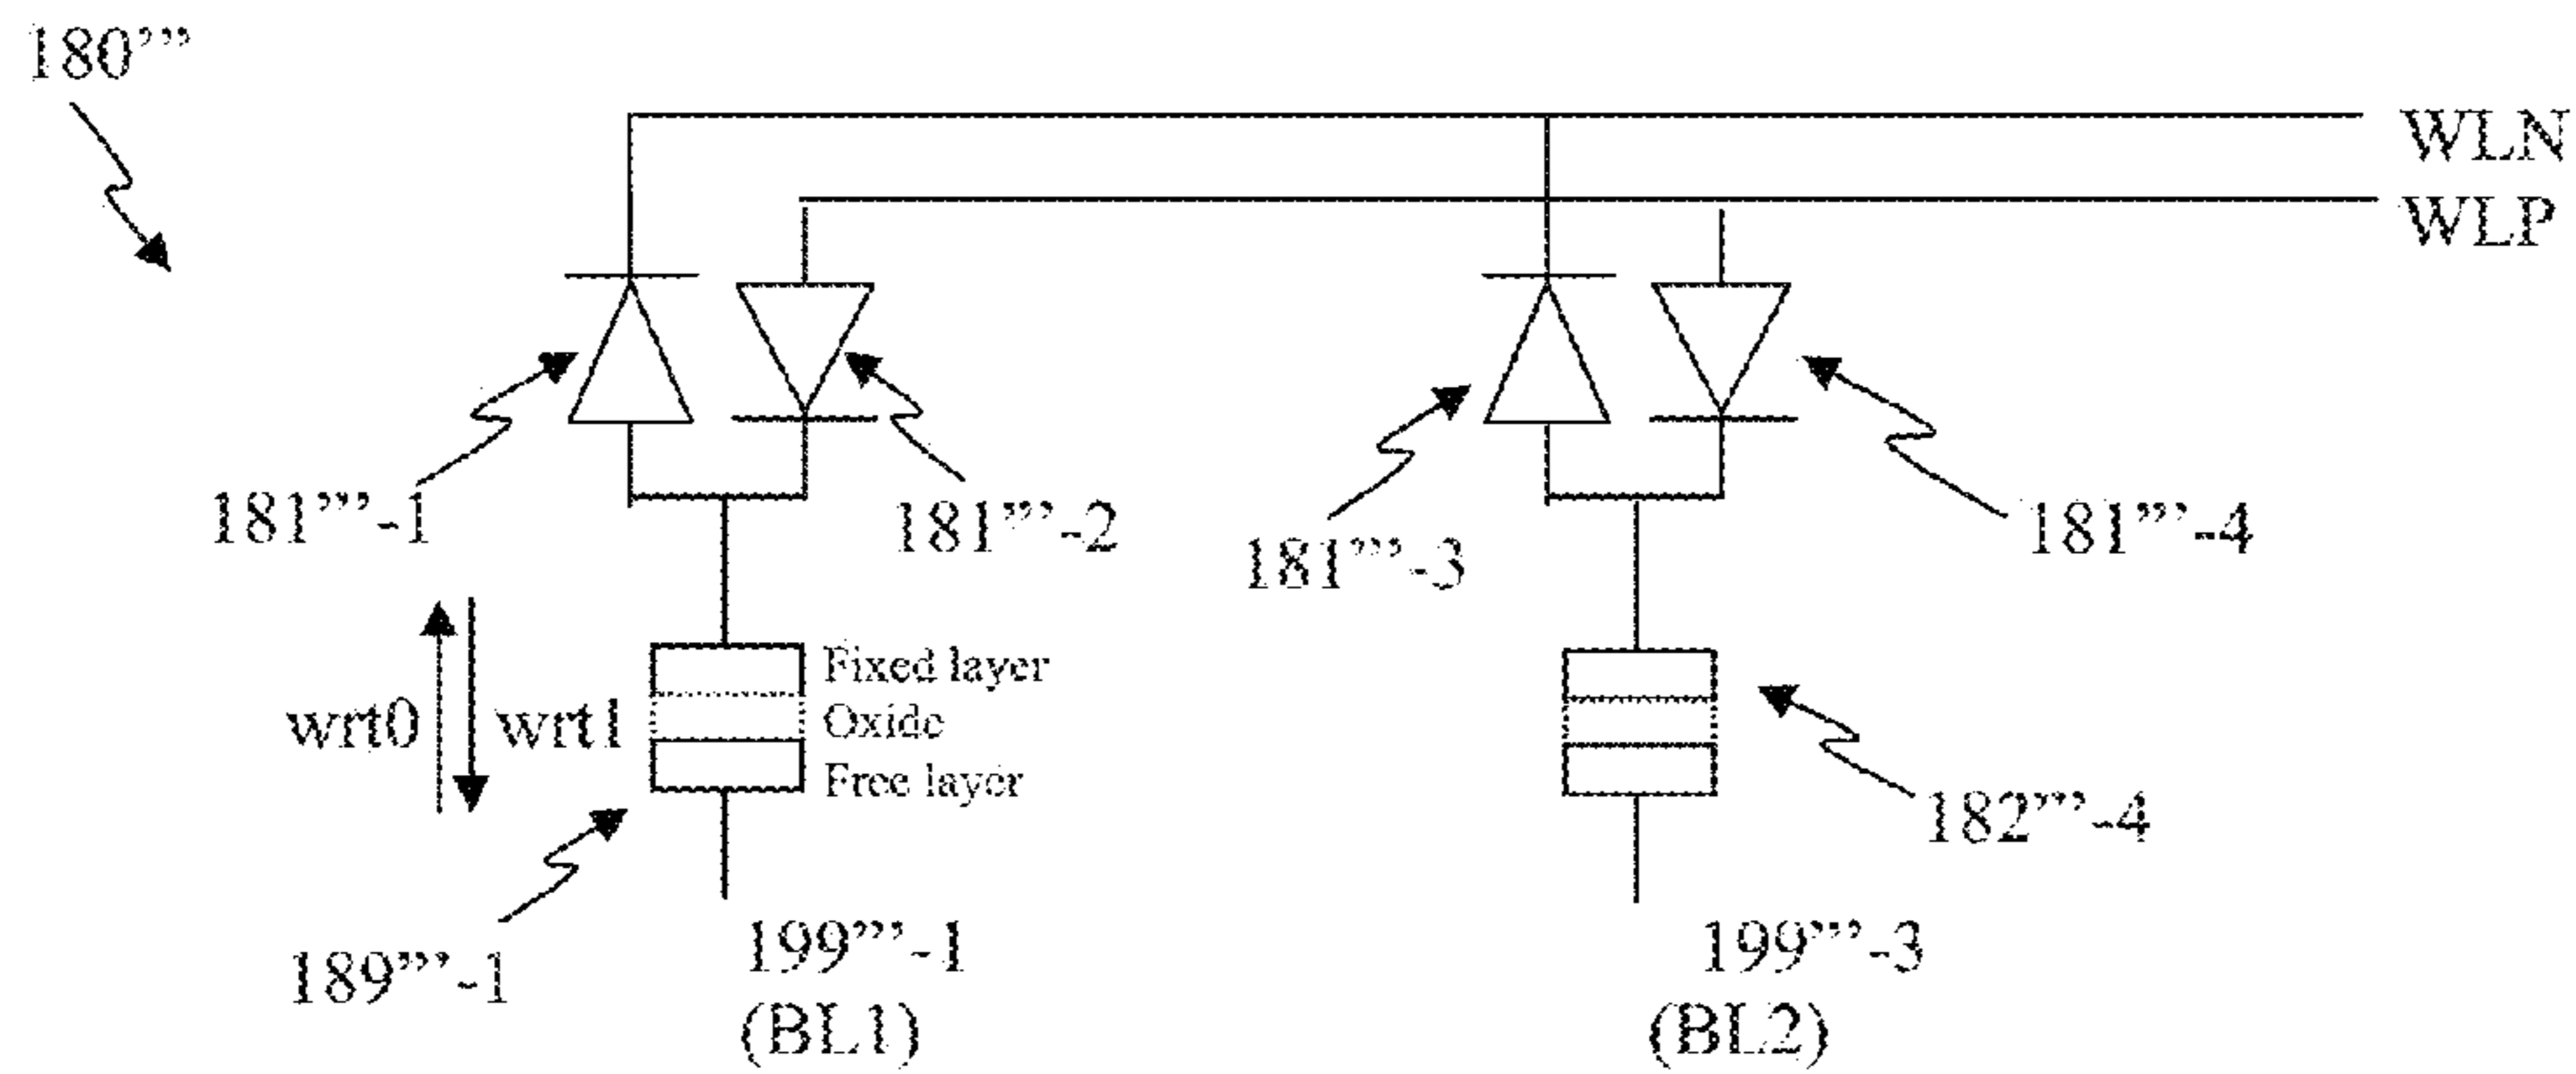 180'''
WLN
WLP
181'''-1
181'''-2
181'''-3
181'''-4
wrt0
wrt1
Fixed layer
Oxide
Free layer
182'''-4
189'''-1
199'''-1
(BL1)
199'''-3
(BL2)